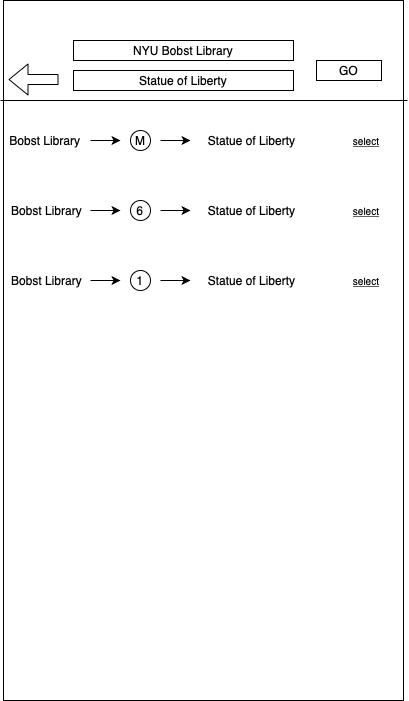 NYU Bobst Library
Statue of Liberty
GO
Bobst Library M Statue of Liberty select
Bobst Library 6 Statue of Liberty select
Bobst Library 1 Statue of Liberty select